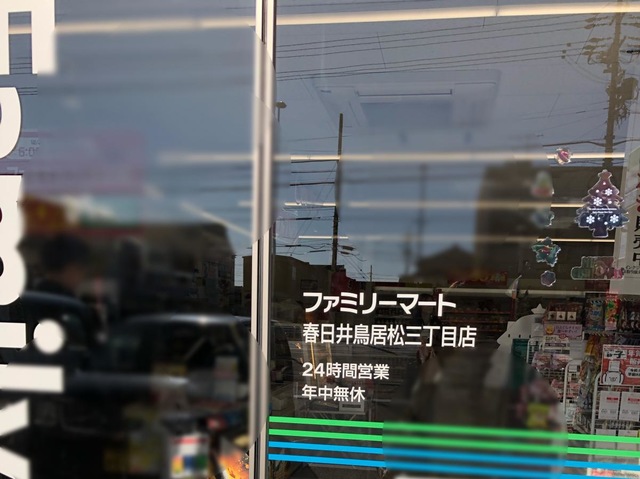 ファミリーマート
春日井鳥居松三丁目店
24時間営業
年中無休